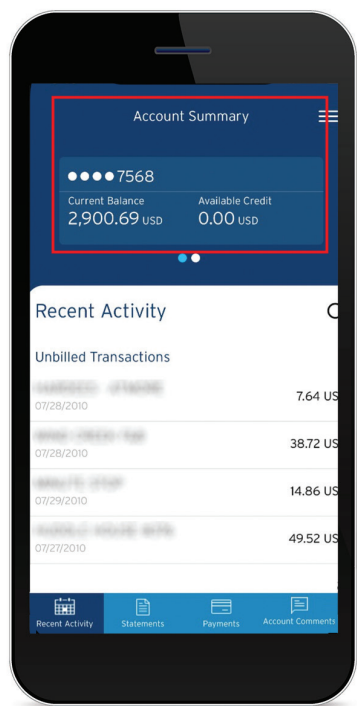 Account Summary
●●●● 7568
Current Balance
Available Credit
2,900.69 USD
0.00 USD
Recent Activity
Unbilled Transactions
7.64 US
07/28/2010
38.72 US
07/28/2010
14.86 US
07/29/2010
49.52 US
07/27/2010
Recent Activity
Statements
Payments
Account Comments